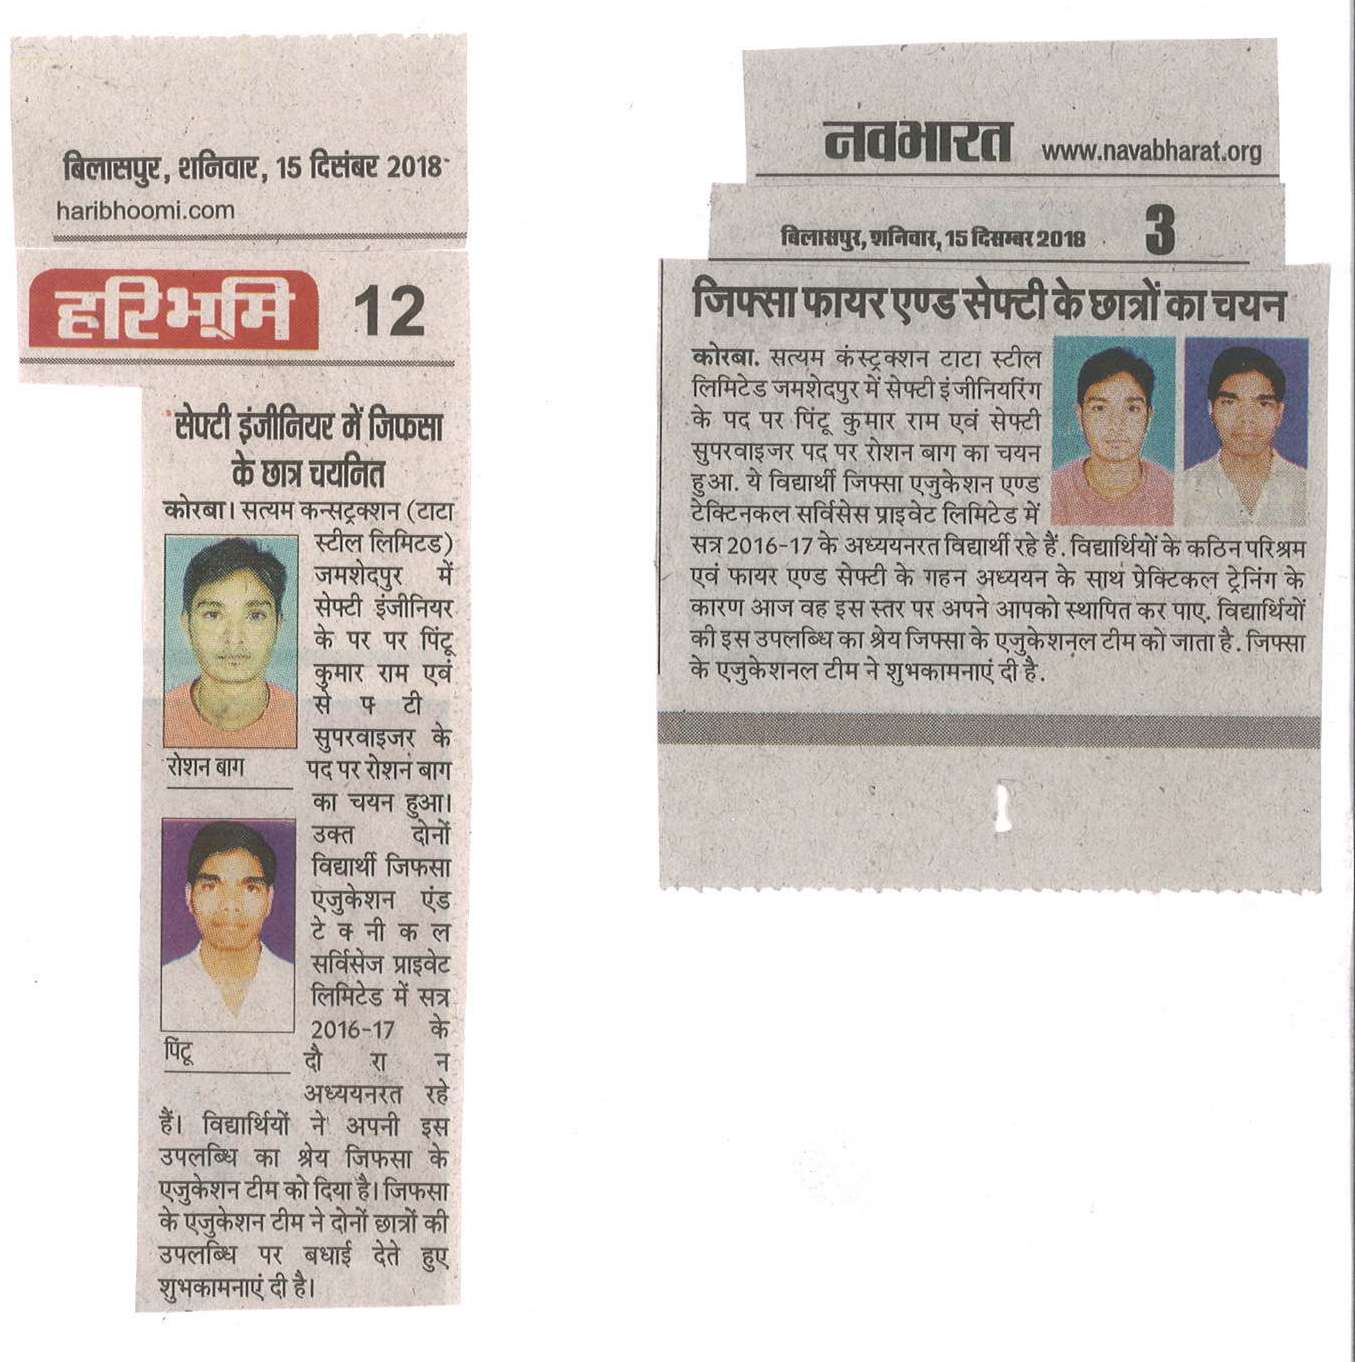 बिलासपुर, शनिवार, 15 दिसंबर 2018
haribhoomi.com
हरिभूमि 12
सेफ्टी इंजीनियर में जिफसा
के छात्र चयनित
कोरबा। सत्यम कन्सट्रक्शन (टाटा
स्टील लिमिटड)
जमशेदपुर में
सेफ्टी इंजीनियर
के पर पर पिंटू
कुमार राम एवं
सेफ्टी
सुपरवाइजर के
पद पर रोशन बाग
का चयन हुआ।
उक्त दोनों
विद्यार्थी जिफसा
एजुकेशन एंड
टेक्नीकल
सर्विसेज प्राइवेट
लिमिटेड में सत्र
2016-17 के
दौरान
अध्ययनरत रहे
हैं। विद्यार्थियों ने अपनी इस
उपलब्धि का श्रेय जिफसा के
एजुकेशन टीम को दिया है। जिफसा
के एजुकेशन टीम ने दोनों छात्रों की
उपलब्धि पर बधाई देते हुए
शुभकामनाएं दी है।
रोशन बाग
पिंटू
नवभारत www.navabharat.org
बिलासपुर, शनिवार, 15 दिसम्बर 2018 3
जिफ्सा फायर एण्ड सेफ्टी के छात्रों का चयन
कोरबा. सत्यम कंस्ट्रक्शन टाटा स्टील
लिमिटेड जमशेदपुर में सेफ्टी इंजीनियरिंग
के पद पर पिंटू कुमार राम एवं सेफ्टी
सुपरवाइजर पद पर रोशन बाग का चयन
हुआ. ये विद्यार्थी जिफ्सा एजुकेशन एण्ड
टेक्टिनकल सर्विसेस प्राइवेट लिमिटेड में
सत्र 2016-17 के अध्ययनरत विद्यार्थी रहे हैं. विद्यार्थियों के कठिन परिश्रम
एवं फायर एण्ड सेफ्टी के गहन अध्ययन के साथ प्रेक्टिकल ट्रेनिंग के
कारण आज वह इस स्तर पर अपने आपको स्थापित कर पाए. विद्यार्थियों
की इस उपलब्धि का श्रेय जिफ्सा के एजुकेशनल टीम को जाता है. जिफ्सा
के एजुकेशनल टीम ने शुभकामनाएं दी है.